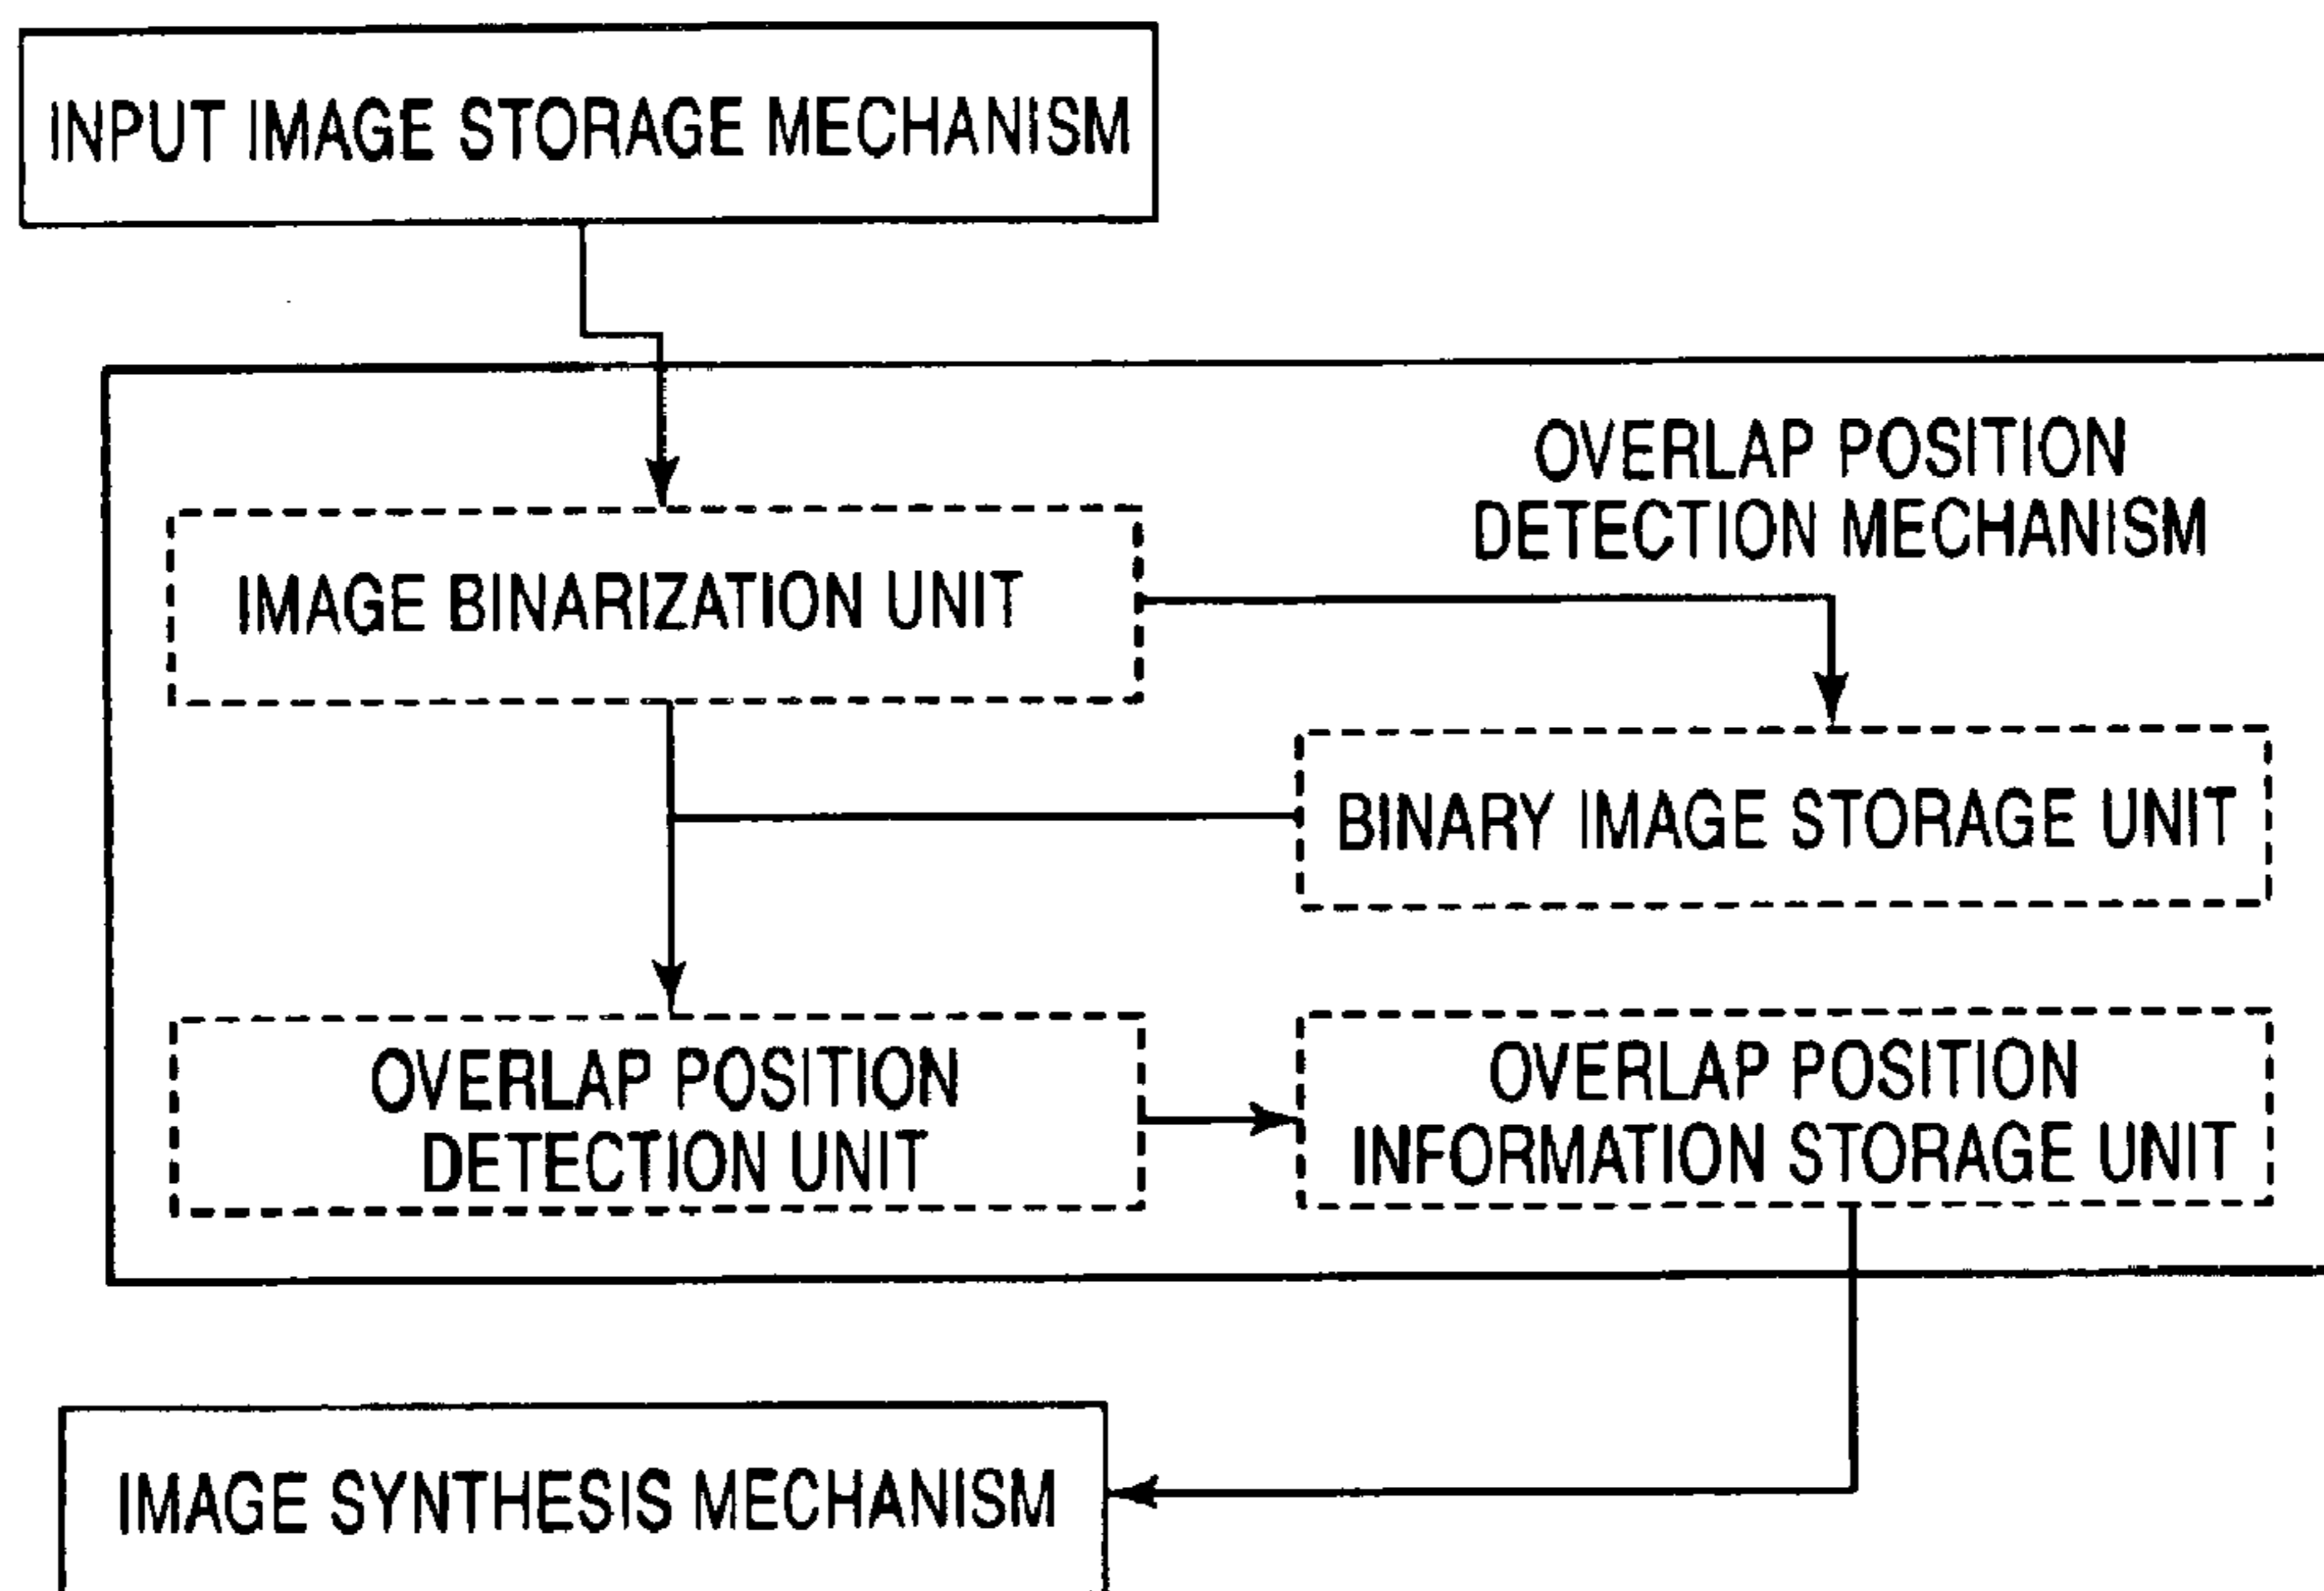 INPUT IMAGE STORAGE MECHANISM
OVERLAP POSITION
DETECTION MECHANISM
IMAGE BINARIZATION UNIT
BINARY IMAGE STORAGE UNIT
OVERLAP POSITION
DETECTION UNIT
OVERLAP POSITION
INFORMATION STORAGE UNIT
IMAGE SYNTHESIS MECHANISM